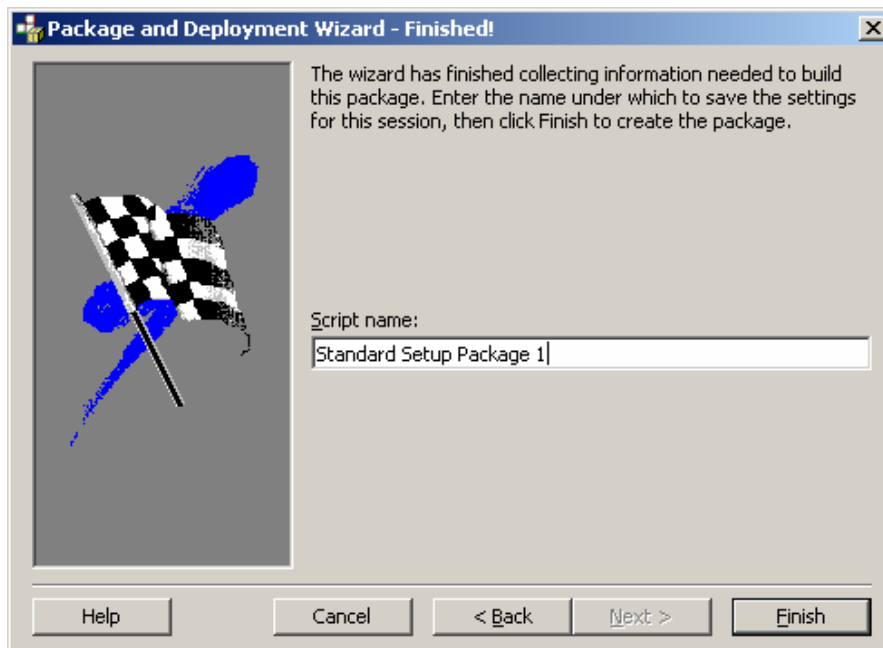 Package and Deployment Wizard - Finished!
The wizard has finished collecting information needed to build
this package. Enter the name under which to save the settings
for this session, then click Finish to create the package.
Script name:
Standard Setup Package 1
Help
Cancel
< Back
Next >
Finish